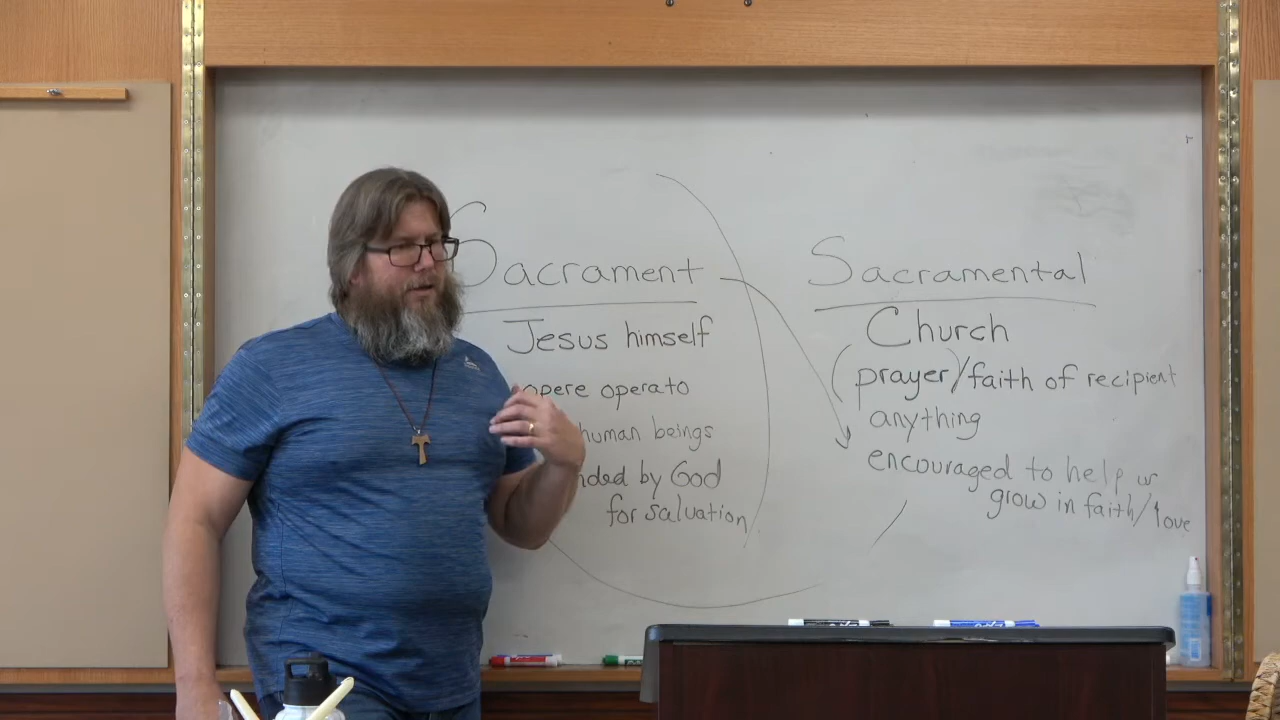 Sacrament
Jesus himself
opere operato
human beings
nded by God
for salvation
Sacramental
Church
(prayer)/faith of recipient
anything
encouraged to help us
grow in faith/love